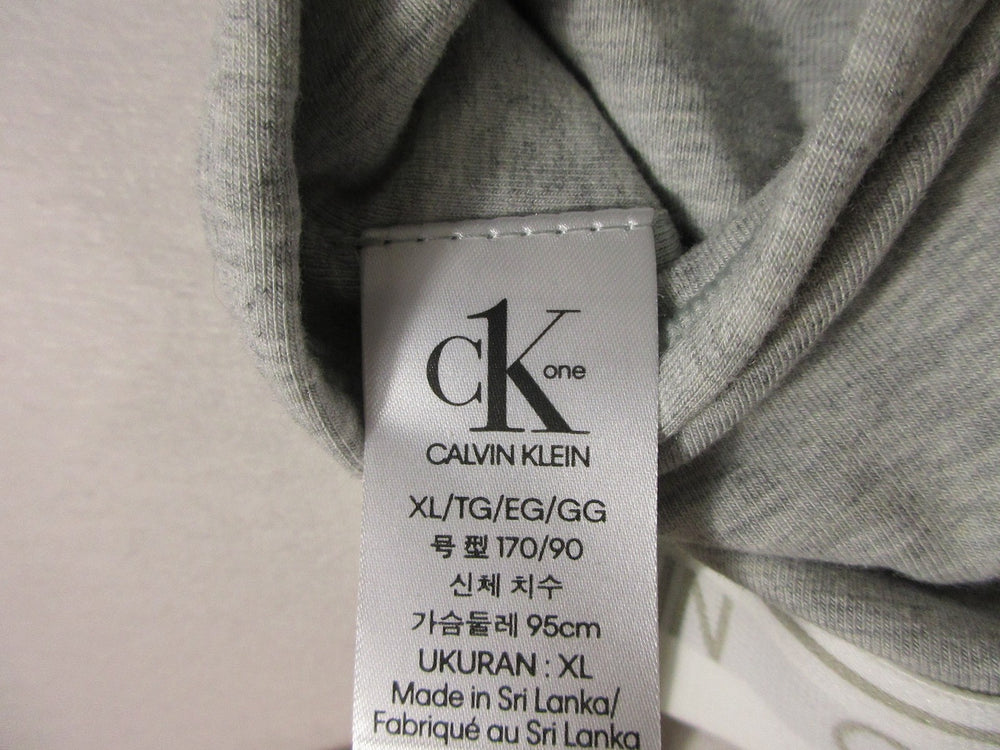 cK one
CALVIN KLEIN
XL/TG/EG/GG
号型 170/90
신체 치수
가슴둘레 95cm
UKURAN : XL
Made in Sri Lanka/
Fabriqué au Sri Lanka